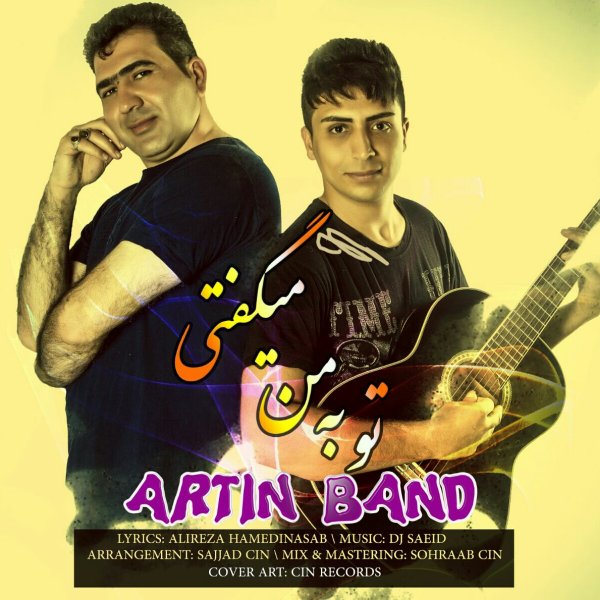 تو به من میگفتی
TIME
ARTIN BAND
LYRICS: ALIREZA HAMEDINASAB \ MUSIC: DJ SAEID
ARRANGEMENT: SAJJAD CIN \ MIX & MASTERING: SOHRAAB CIN
COVER ART: CIN RECORDS